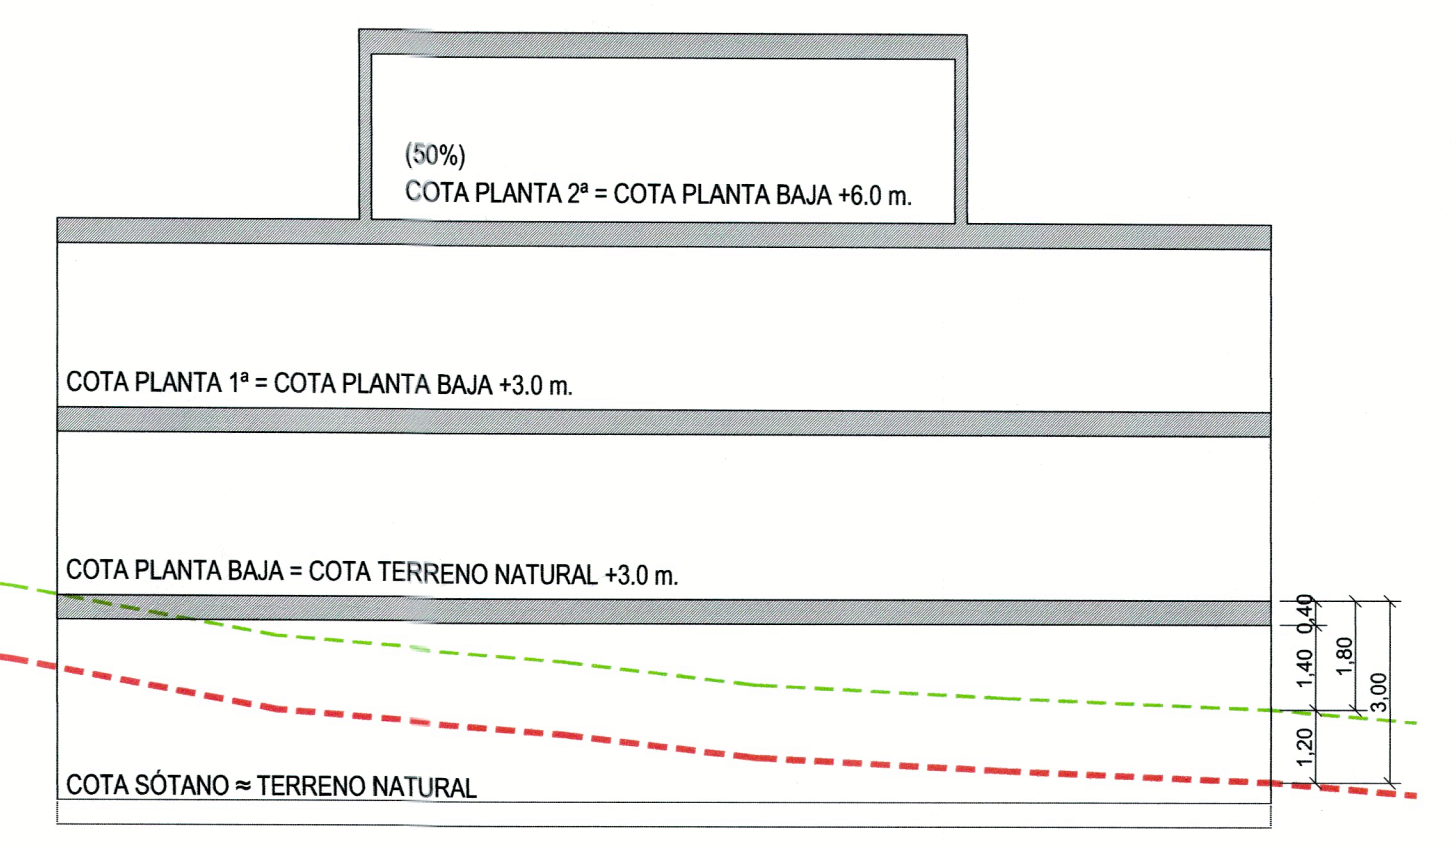 (50%)
COTA PLANTA 2ª = COTA PLANTA BAJA +6.0 m.
COTA PLANTA 1ª = COTA PLANTA BAJA +3.0 m.
COTA PLANTA BAJA = COTA TERRENO NATURAL +3.0 m.
0,40
1,40
1,80
3,00
1,20
COTA SÓTANO ≈ TERRENO NATURAL